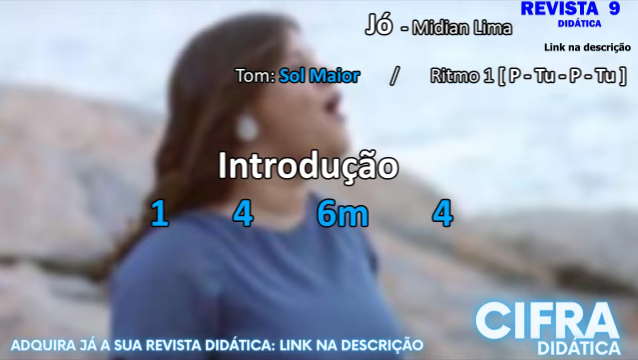 REVISTA 9
DIDÁTICA
Jó - Midian Lima
Link na descrição
Tom: Sol Maior / Ritmo 1 [ P - Tu - P - Tu ]
Introdução
1 4 6m 4
CIFRA
DIDÁTICA
ADQUIRA JÁ A SUA REVISTA DIDÁTICA: LINK NA DESCRIÇÃO